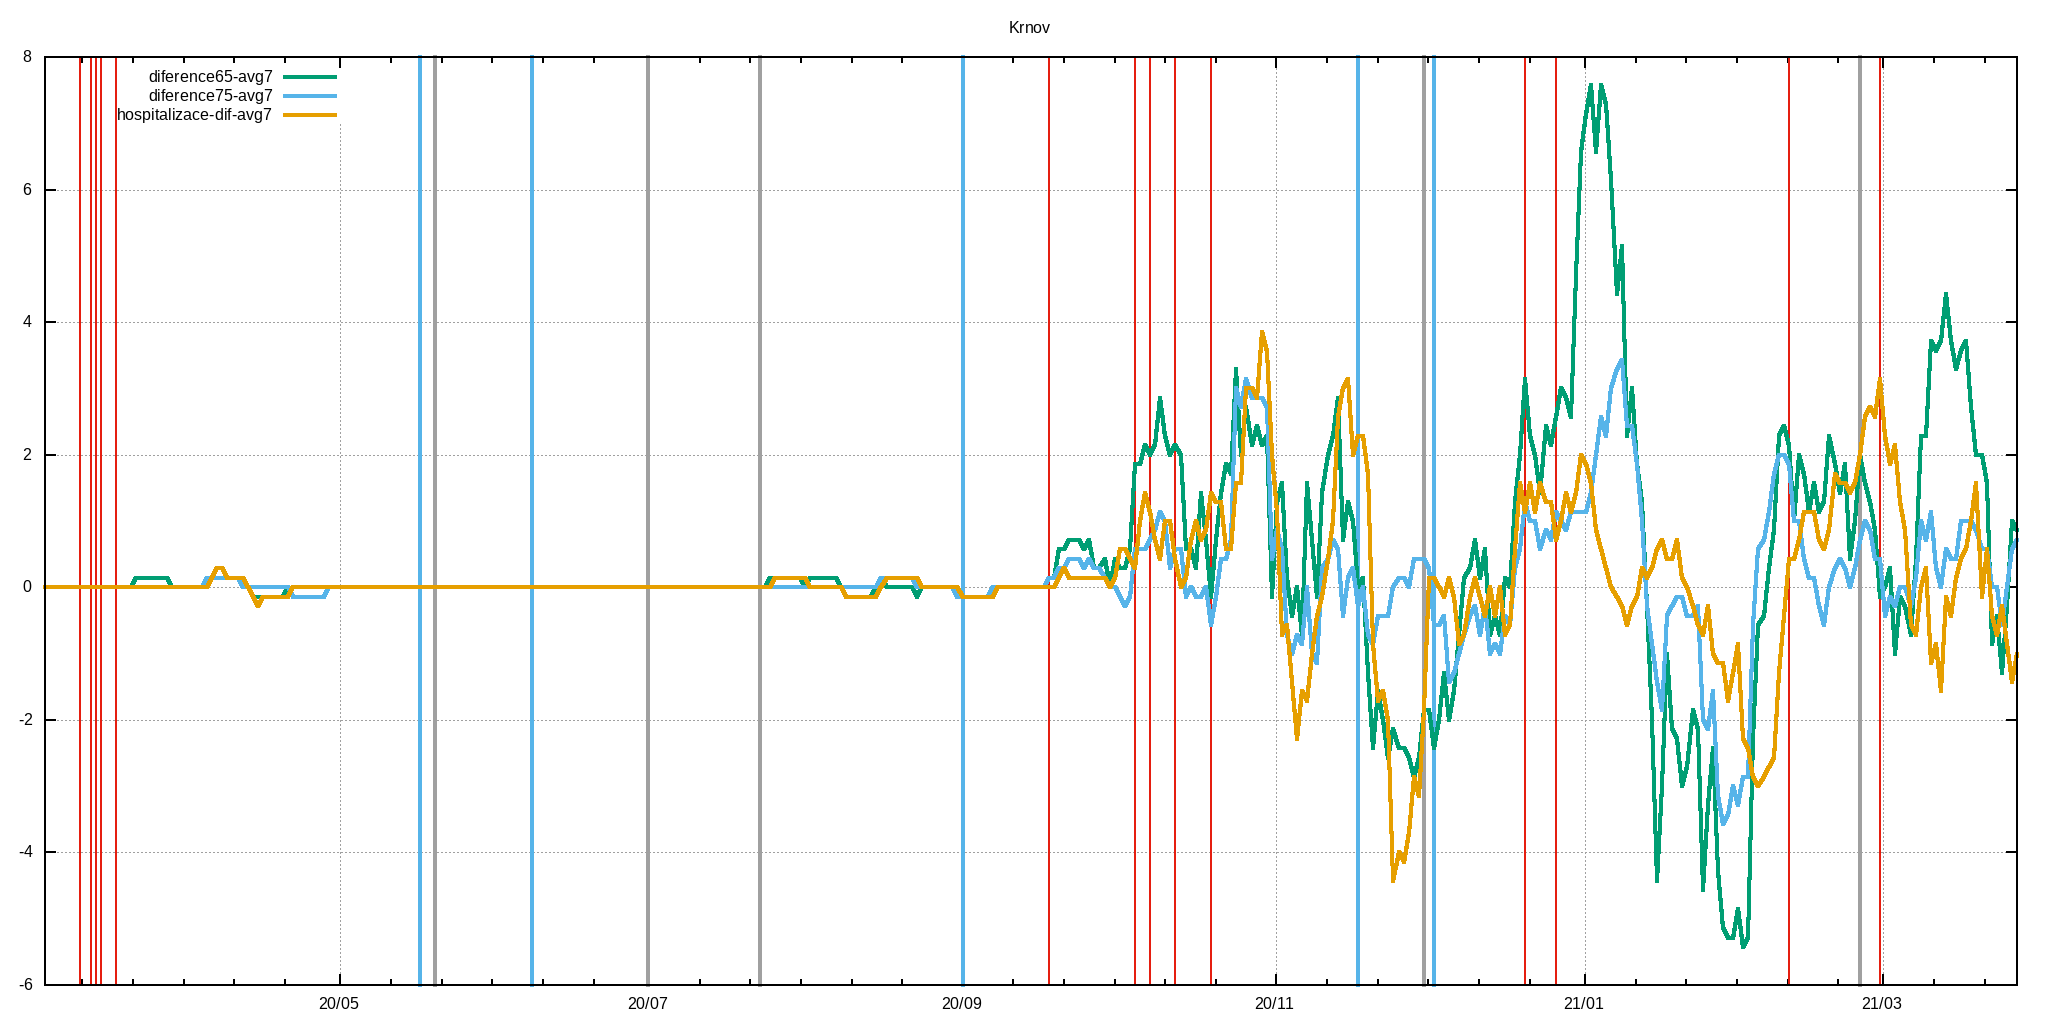 Krnov
8
diference65-avg7
diference75-avg7
hospitalizace-dif-avg7
6
4
2
0
-2
-4
-6
20/05 20/07 20/09 20/11 21/01 21/03